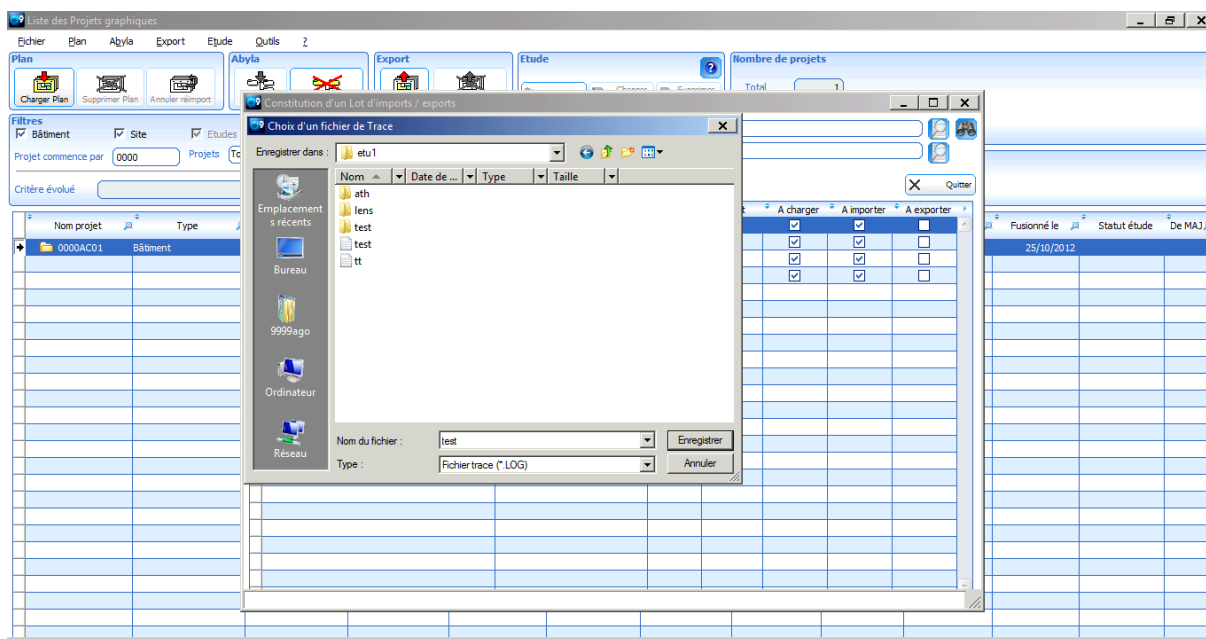 Liste des Projets graphiques
Fichier Plan Abyla Export Etude Outils ?
Plan
Abyla
Export
Etude
Nombre de projets
Charger Plan
Supprimer Plan
Annuler réimport
Changer
Supprimer
Total 1
Constitution d'un Lot d'imports / exports
Filtres
Bâtiment
Site
Etudes
Projet commence par 0000
Projets
Critère évolué
Quitter
Choix d'un fichier de Trace
Enregistrer dans : etu1
Nom Date de ... Type Taille
ath
lens
test
test
tt
Emplacement
s récents
Bureau
9999ago
Ordinateur
Réseau
Nom du fichier : test
Enregistrer
Type : Fichier trace (*.LOG)
Annuler
A charger A importer A exporter
Nom projet Type Fusionné le Statut étude De MAJ
0000AC01 Bâtiment 25/10/2012